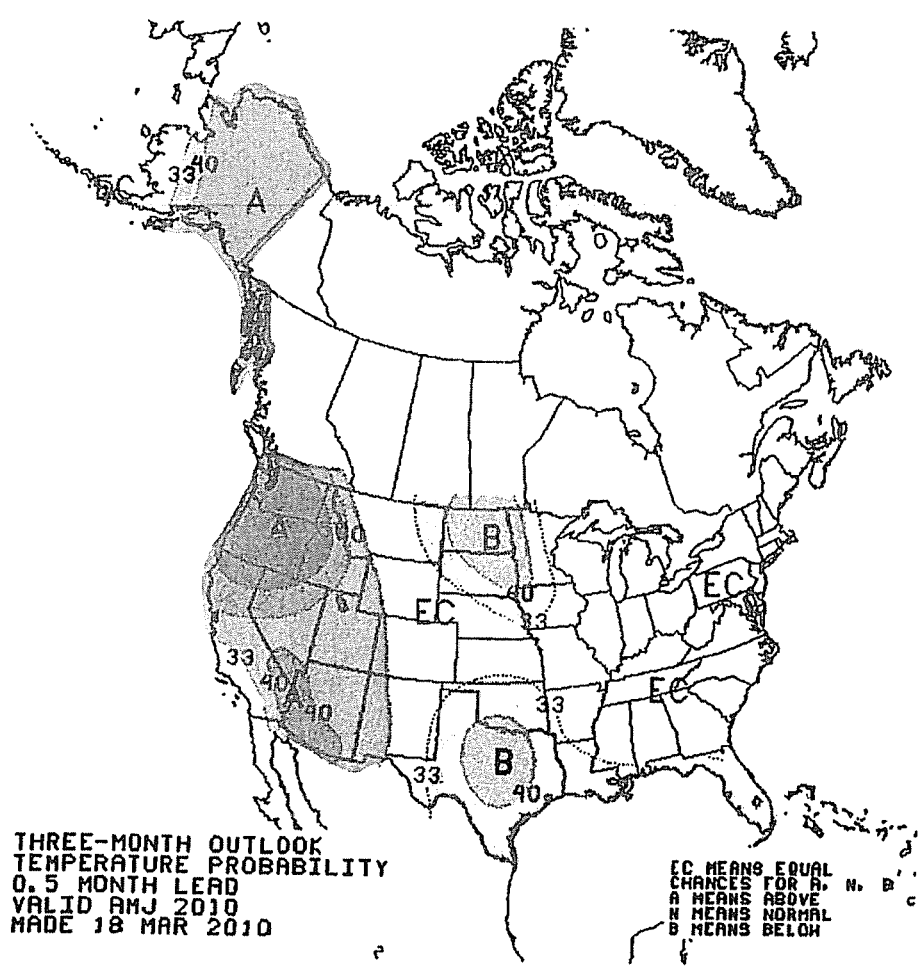 40
33
A
A
40
B
40
EC
EC
33
33
40
A
40
EC
33
B
33
40
THREE-MONTH OUTLOOK
TEMPERATURE PROBABILITY
0.5 MONTH LEAD
VALID AMJ 2010
MADE 18 MAR 2010
EC MEANS EQUAL
CHANCES FOR A, N, B
A MEANS ABOVE
N MEANS NORMAL
B MEANS BELOW